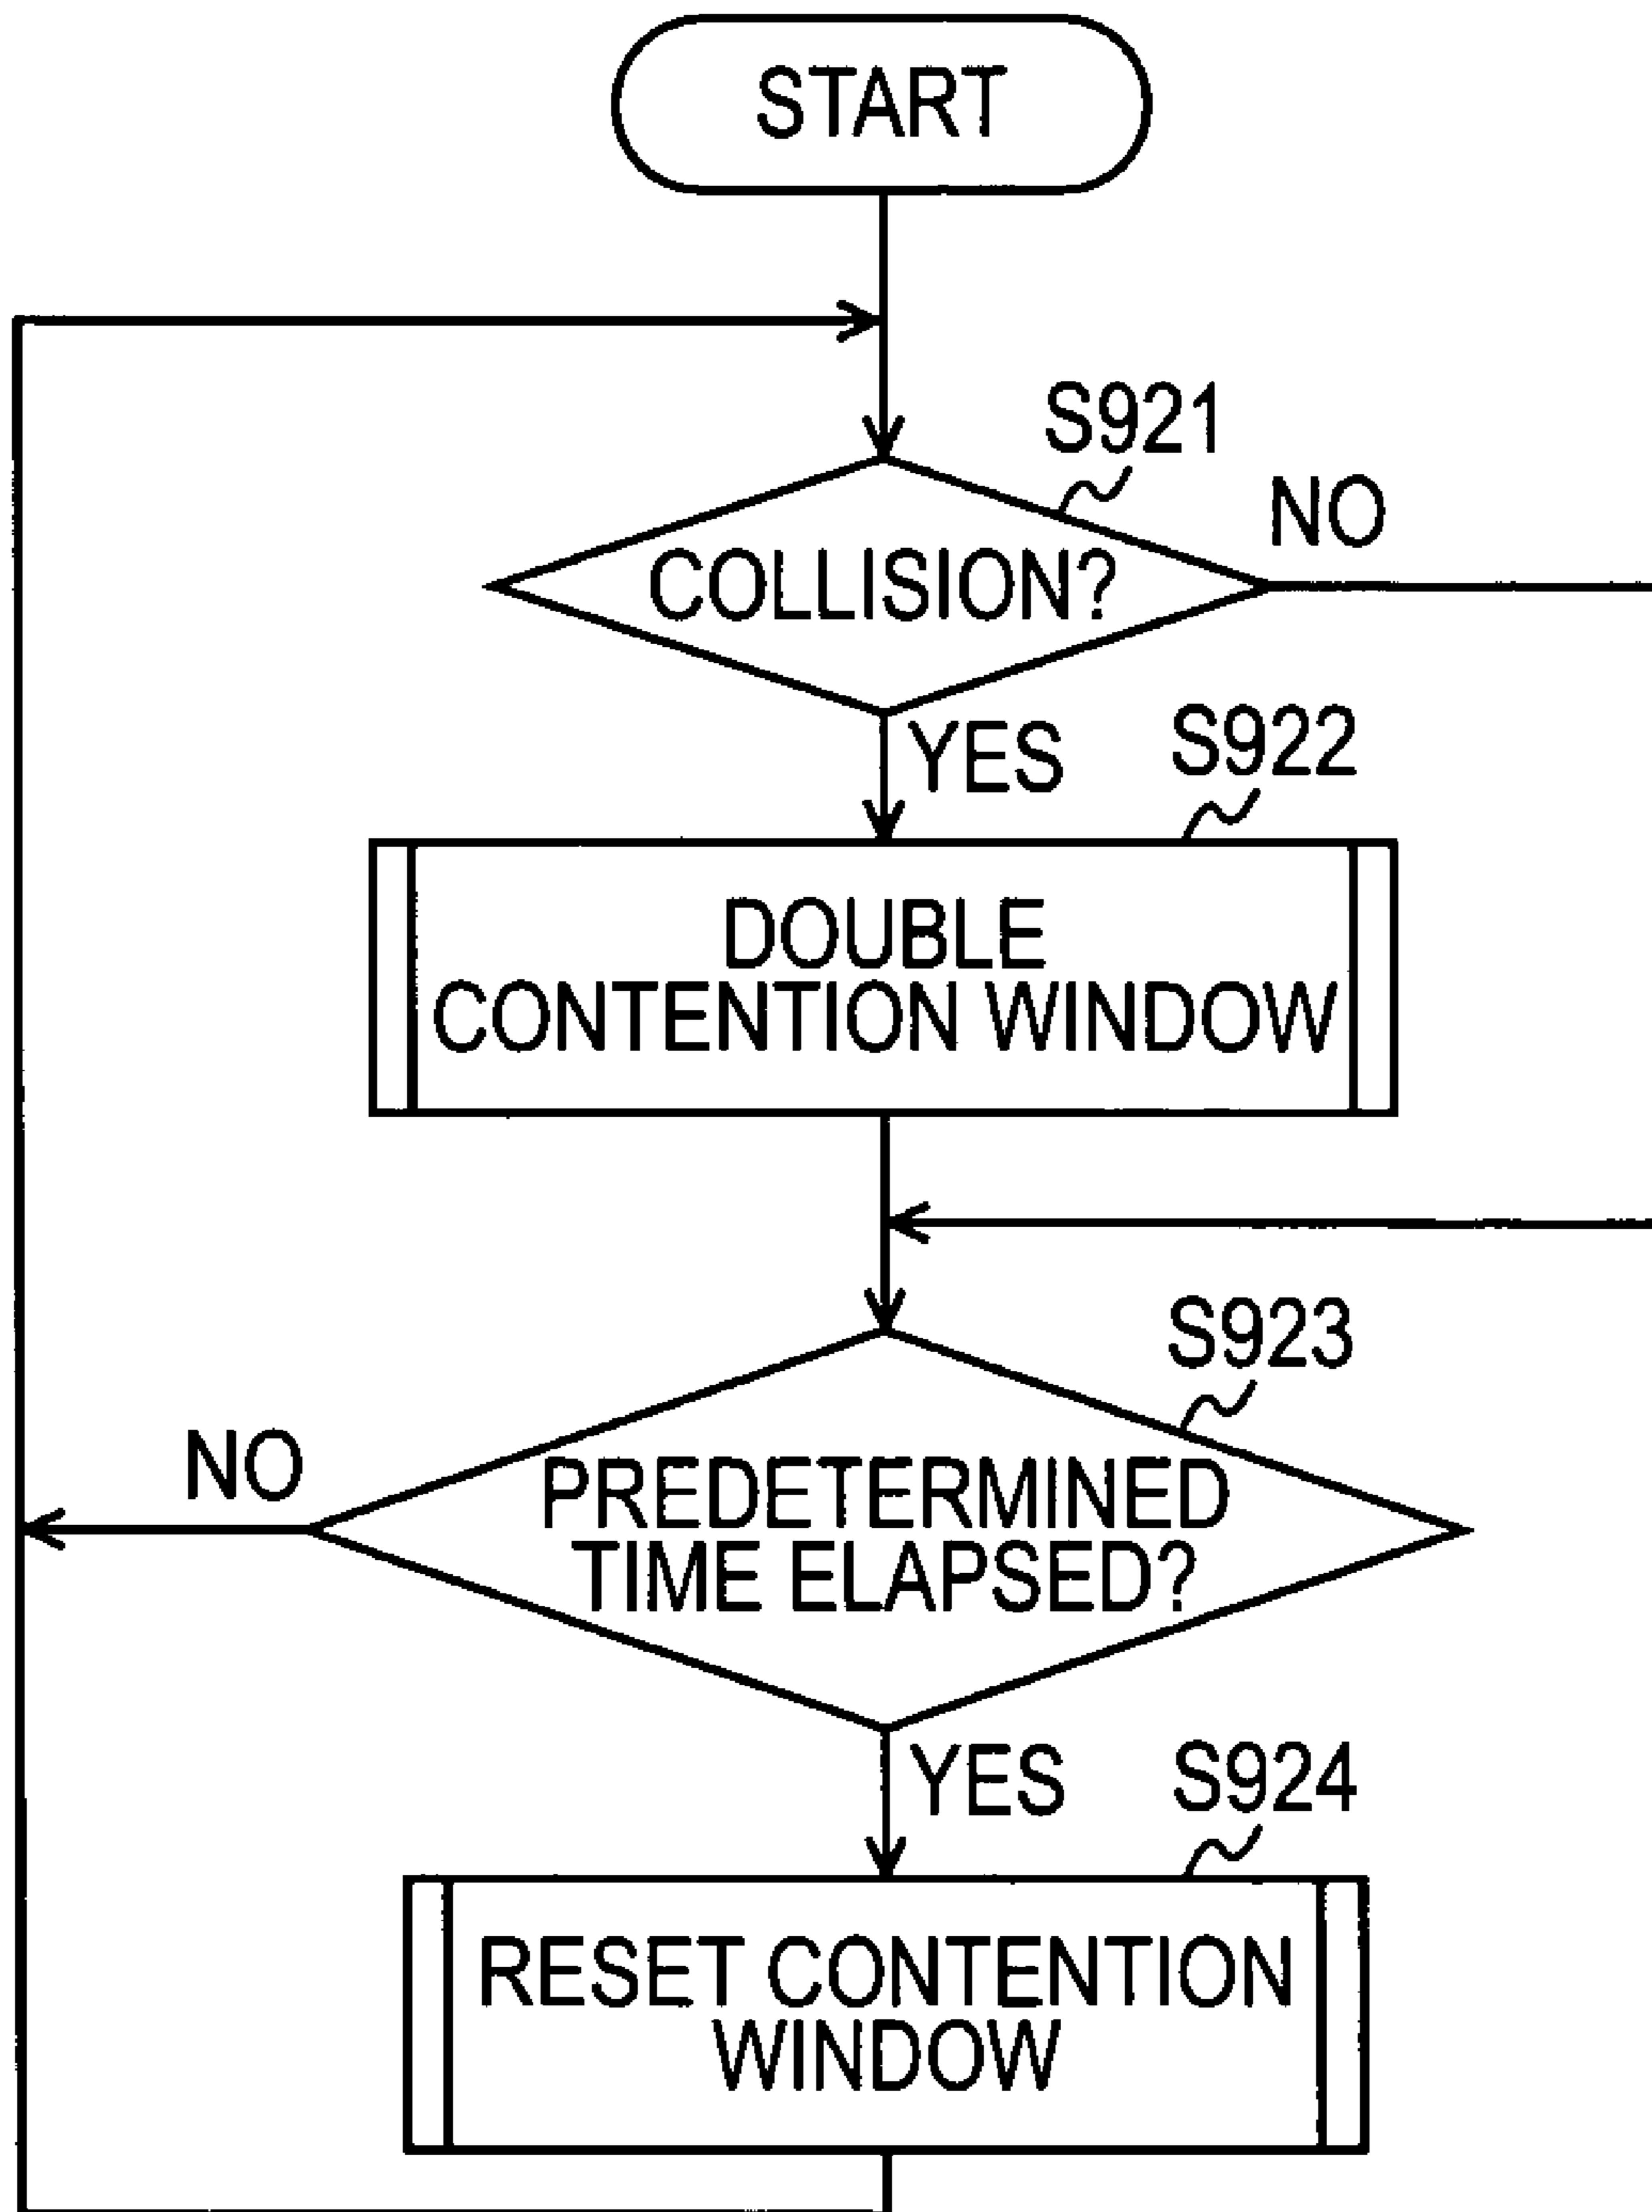 START
S921
NO
COLLISION?
YES
S922
DOUBLE
CONTENTION WINDOW
S923
NO
PREDETERMINED
TIME ELAPSED?
YES
S924
RESET CONTENTION
WINDOW